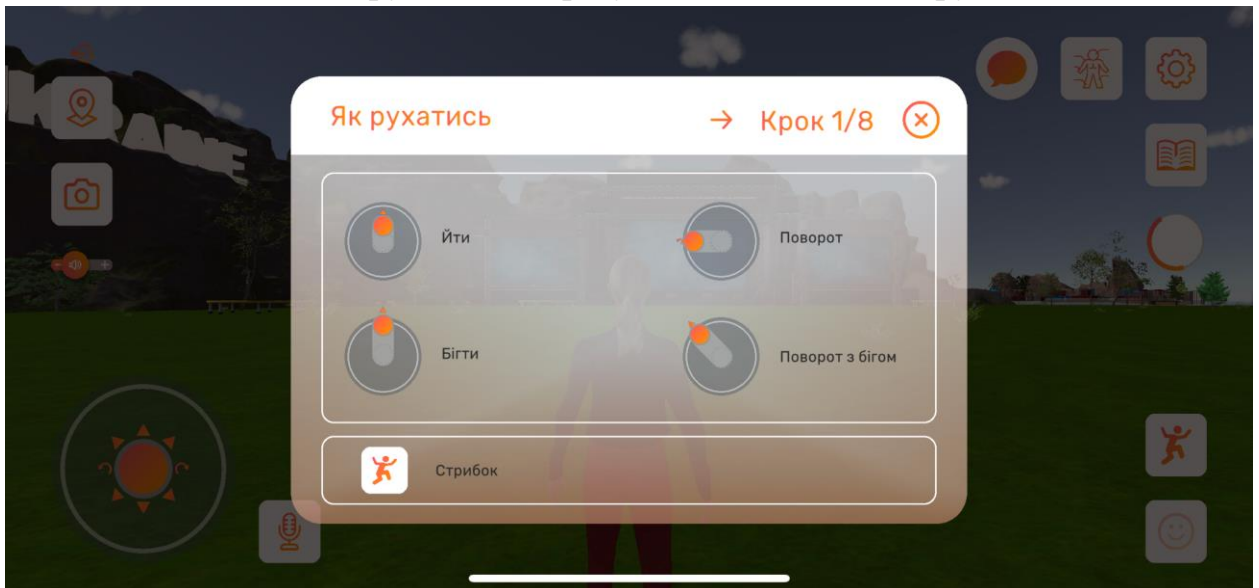 Як рухатись → Крок 1/8
Йти
Поворот
Бігти
Поворот з бігом
Стрибок